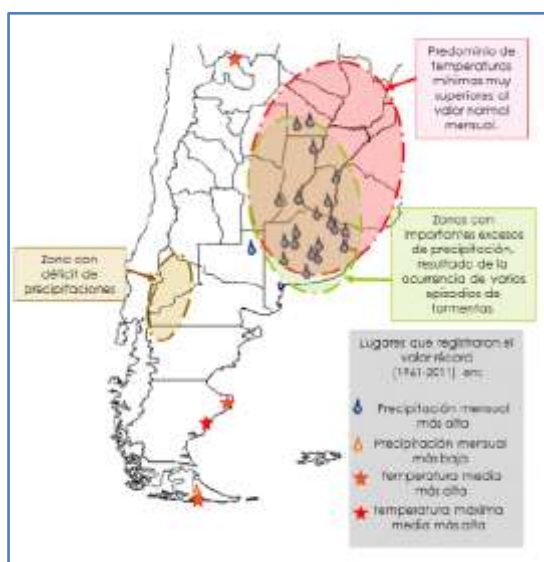 Predominio de
temperaturas
mínimas muy
superiores al
valor normal
mensual.
Zona con
déficit de
precipitaciones
Zonas con
importantes excesos
de precipitación,
resultado de la
ocurrencia de varios
episodios de
tormentas
Lugares que registraron el
valor récord
(1961-2011) en:
Precipitación mensual
más alta
Precipitación mensual
más baja
temperatura media
más alta
temperatura máxima
media más alta